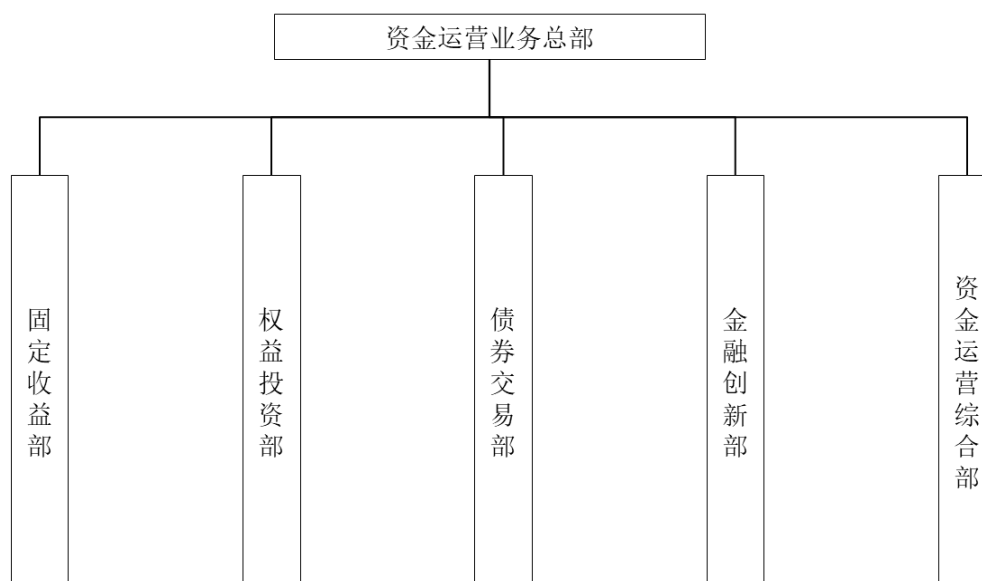 资金运营业务总部
固定收益部
权益投资部
债券交易部
金融创新部
资金运营综合部